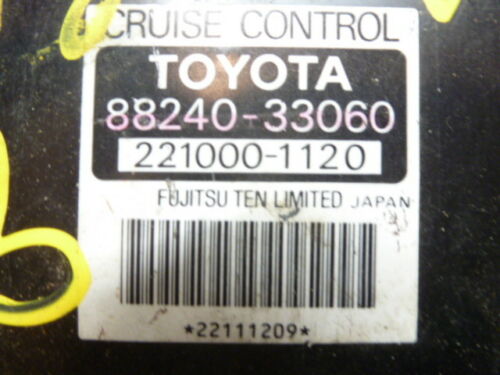 CRUISE CONTROL
TOYOTA
88240-33060
221000-1120
FUJITSU TEN LIMITED JAPAN
*22111209*